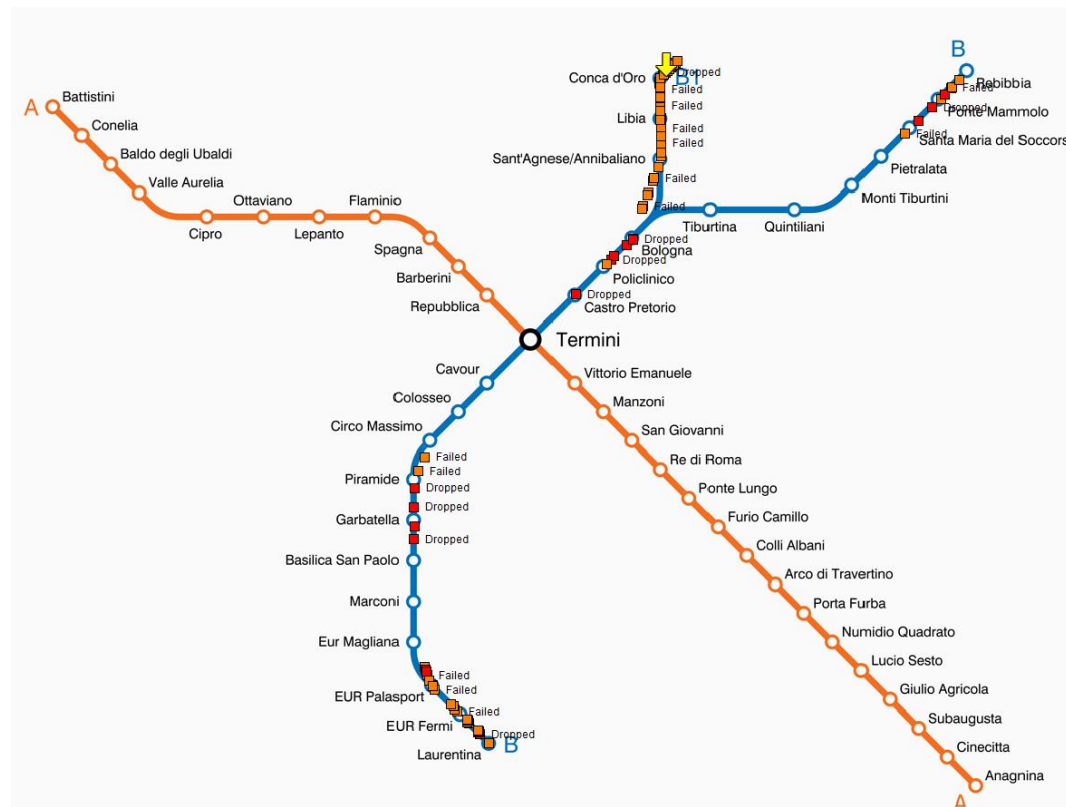 B
Conca d'Oro
Dropped
B1
Rebibbia
Failed
Failed
A
Battistini
Failed
Dropped
Ponte Mammolo
Conelia
Libia
Failed
Failed
Santa Maria del Soccors
Baldo degli Ubaldi
Failed
Sant'Agnese/Annibaliano
Pietralata
Valle Aurelia
Failed
Monti Tiburtini
Ottaviano
Flaminio
Failed
Cipro
Lepanto
Tiburtina
Quintiliani
Spagna
Dropped
Bologna
Barberini
Dropped
Policlinico
Repubblica
Dropped
Castro Pretorio
Termini
Cavour
Vittorio Emanuele
Colosseo
Manzoni
Circo Massimo
San Giovanni
Failed
Re di Roma
Failed
Piramide
Dropped
Ponte Lungo
Dropped
Garbatella
Furio Camillo
Dropped
Colli Albani
Basilica San Paolo
Arco di Travertino
Marconi
Porta Furba
Eur Magliana
Numidio Quadrato
Failed
Lucio Sesto
Failed
EUR Palasport
Giulio Agricola
Failed
EUR Fermi
Subaugusta
Dropped
B
Laurentina
Cinecitta
Anagnina
A